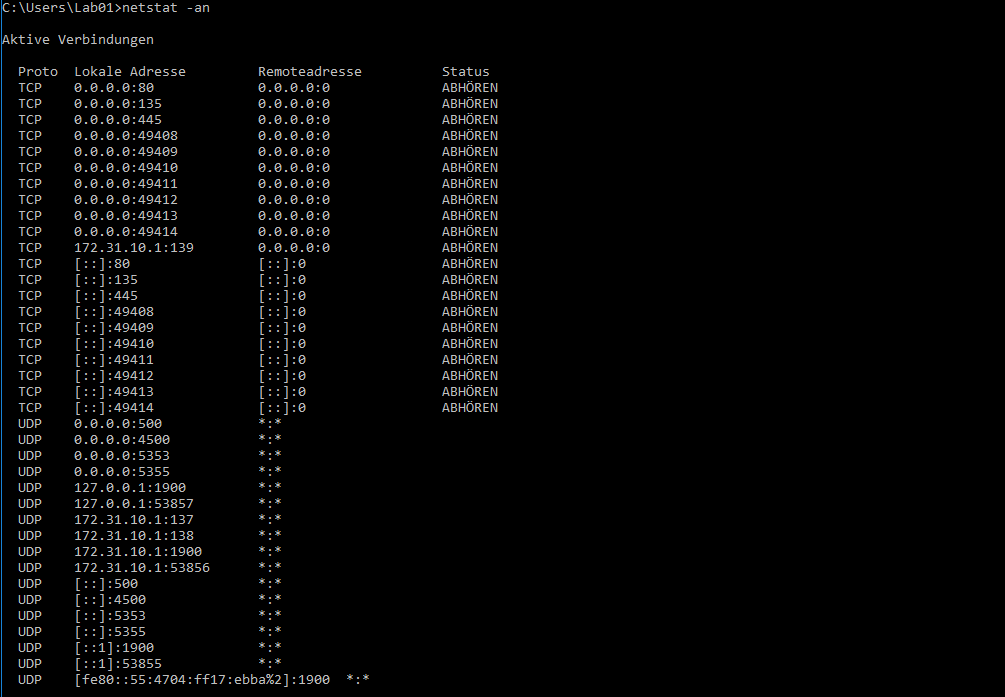 C:\Users\Lab01>netstat -an
Aktive Verbindungen
Proto  Lokale Adresse         Remoteadresse          Status
TCP    0.0.0.0:80             0.0.0.0:0              ABHÖREN
TCP    0.0.0.0:135            0.0.0.0:0              ABHÖREN
TCP    0.0.0.0:445            0.0.0.0:0              ABHÖREN
TCP    0.0.0.0:49408          0.0.0.0:0              ABHÖREN
TCP    0.0.0.0:49409          0.0.0.0:0              ABHÖREN
TCP    0.0.0.0:49410          0.0.0.0:0              ABHÖREN
TCP    0.0.0.0:49411          0.0.0.0:0              ABHÖREN
TCP    0.0.0.0:49412          0.0.0.0:0              ABHÖREN
TCP    0.0.0.0:49413          0.0.0.0:0              ABHÖREN
TCP    0.0.0.0:49414          0.0.0.0:0              ABHÖREN
TCP    172.31.10.1:139        0.0.0.0:0              ABHÖREN
TCP    [::]:80                [::]:0                 ABHÖREN
TCP    [::]:135               [::]:0                 ABHÖREN
TCP    [::]:445               [::]:0                 ABHÖREN
TCP    [::]:49408             [::]:0                 ABHÖREN
TCP    [::]:49409             [::]:0                 ABHÖREN
TCP    [::]:49410             [::]:0                 ABHÖREN
TCP    [::]:49411             [::]:0                 ABHÖREN
TCP    [::]:49412             [::]:0                 ABHÖREN
TCP    [::]:49413             [::]:0                 ABHÖREN
TCP    [::]:49414             [::]:0                 ABHÖREN
UDP    0.0.0.0:500            *:*
UDP    0.0.0.0:4500           *:*
UDP    0.0.0.0:5353           *:*
UDP    0.0.0.0:5355           *:*
UDP    127.0.0.1:1900         *:*
UDP    127.0.0.1:53857        *:*
UDP    172.31.10.1:137        *:*
UDP    172.31.10.1:138        *:*
UDP    172.31.10.1:1900       *:*
UDP    172.31.10.1:53856      *:*
UDP    [::]:500               *:*
UDP    [::]:4500              *:*
UDP    [::]:5353              *:*
UDP    [::]:5355              *:*
UDP    [::1]:1900             *:*
UDP    [::1]:53855            *:*
UDP    [fe80::55:4704:ff17:ebba%2]:1900  *:*